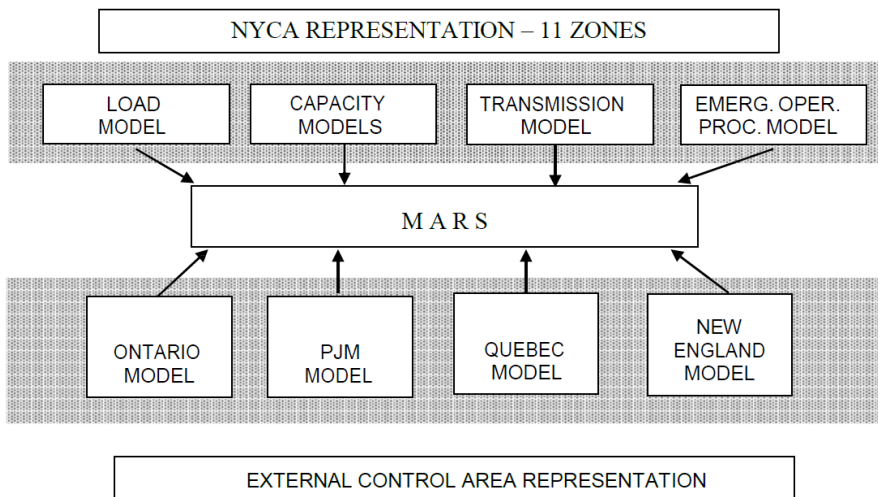 NYCA REPRESENTATION – 11 ZONES
LOAD
MODEL
CAPACITY
MODELS
TRANSMISSION
MODEL
EMERG. OPER.
PROC. MODEL
M A R S
ONTARIO
MODEL
PJM
MODEL
QUEBEC
MODEL
NEW
ENGLAND
MODEL
EXTERNAL CONTROL AREA REPRESENTATION